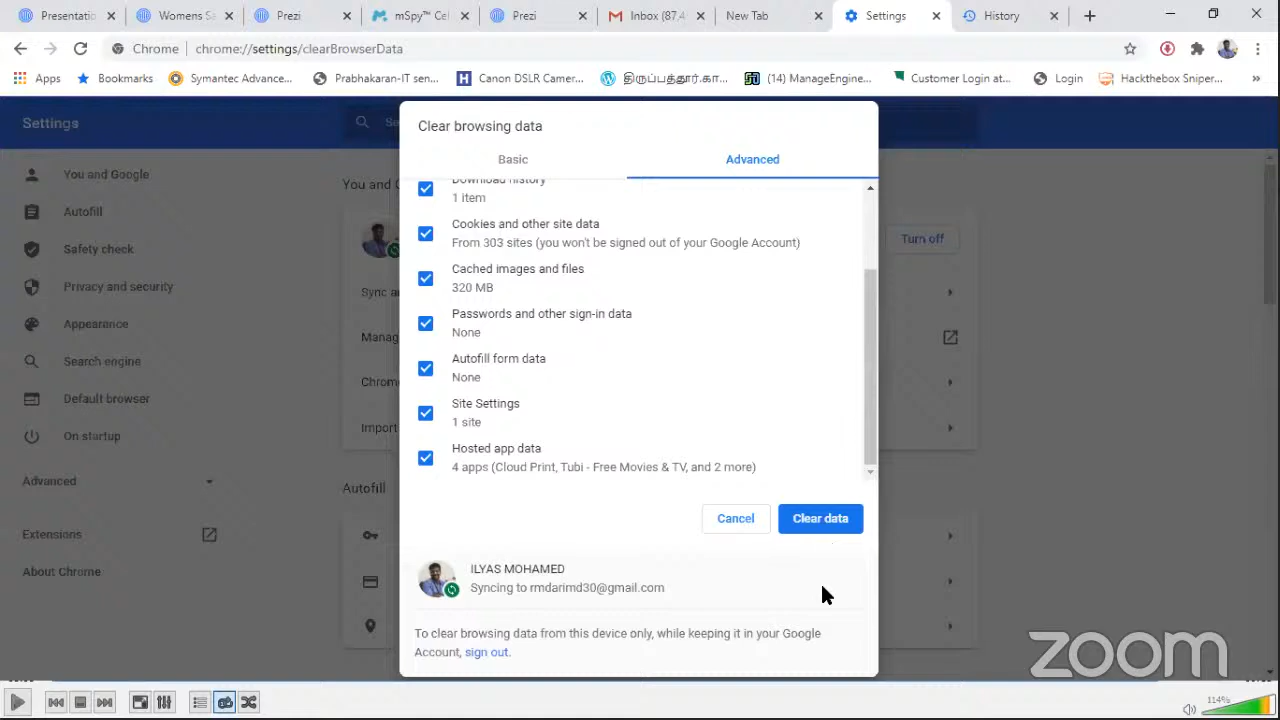 Presentati
Womens Sa
Prezi
mSpy™ Cel
Prezi
Inbox (87,4
New Tab
Settings
History
Chrome
chrome://settings/clearBrowserData
Apps
Bookmarks
Symantec Advance...
Prabhakaran-IT sen...
Canon DSLR Camer...
திருப்பத்தூர்.கா...
(14) ManageEngine...
Customer Login at...
Login
Hackthebox Sniper...
»
Settings
Se
Clear browsing data
Basic
Advanced
You and Google
Autofill
Safety check
Privacy and security
Appearance
Search engine
Default browser
On startup
Advanced
Extensions
About Chrome
You and G
Turn off
Sync a
Manag
Chrom
Import
Autofill
Download history
1 item
Cookies and other site data
From 303 sites (you won't be signed out of your Google Account)
Cached images and files
320 MB
Passwords and other sign-in data
None
Autofill form data
None
Site Settings
1 site
Hosted app data
4 apps (Cloud Print, Tubi - Free Movies & TV, and 2 more)
Cancel
Clear data
ILYAS MOHAMED
Syncing to rmdarimd30@gmail.com
To clear browsing data from this device only, while keeping it in your Google
Account, sign out.
zoom
114%